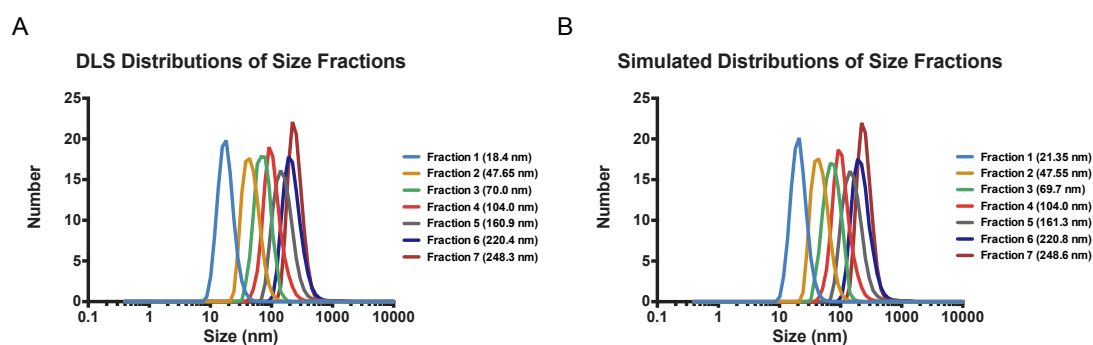 A
DLS Distributions of Size Fractions
Number
25
20
15
10
5
0
0.1 1 10 100 1000 10000
Size (nm)
Fraction 1 (18.4 nm)
Fraction 2 (47.65 nm)
Fraction 3 (70.0 nm)
Fraction 4 (104.0 nm)
Fraction 5 (160.9 nm)
Fraction 6 (220.4 nm)
Fraction 7 (248.3 nm)
B
Simulated Distributions of Size Fractions
Number
25
20
15
10
5
0
0.1 1 10 100 1000 10000
Size (nm)
Fraction 1 (21.35 nm)
Fraction 2 (47.55 nm)
Fraction 3 (69.7 nm)
Fraction 4 (104.0 nm)
Fraction 5 (161.3 nm)
Fraction 6 (220.8 nm)
Fraction 7 (248.6 nm)